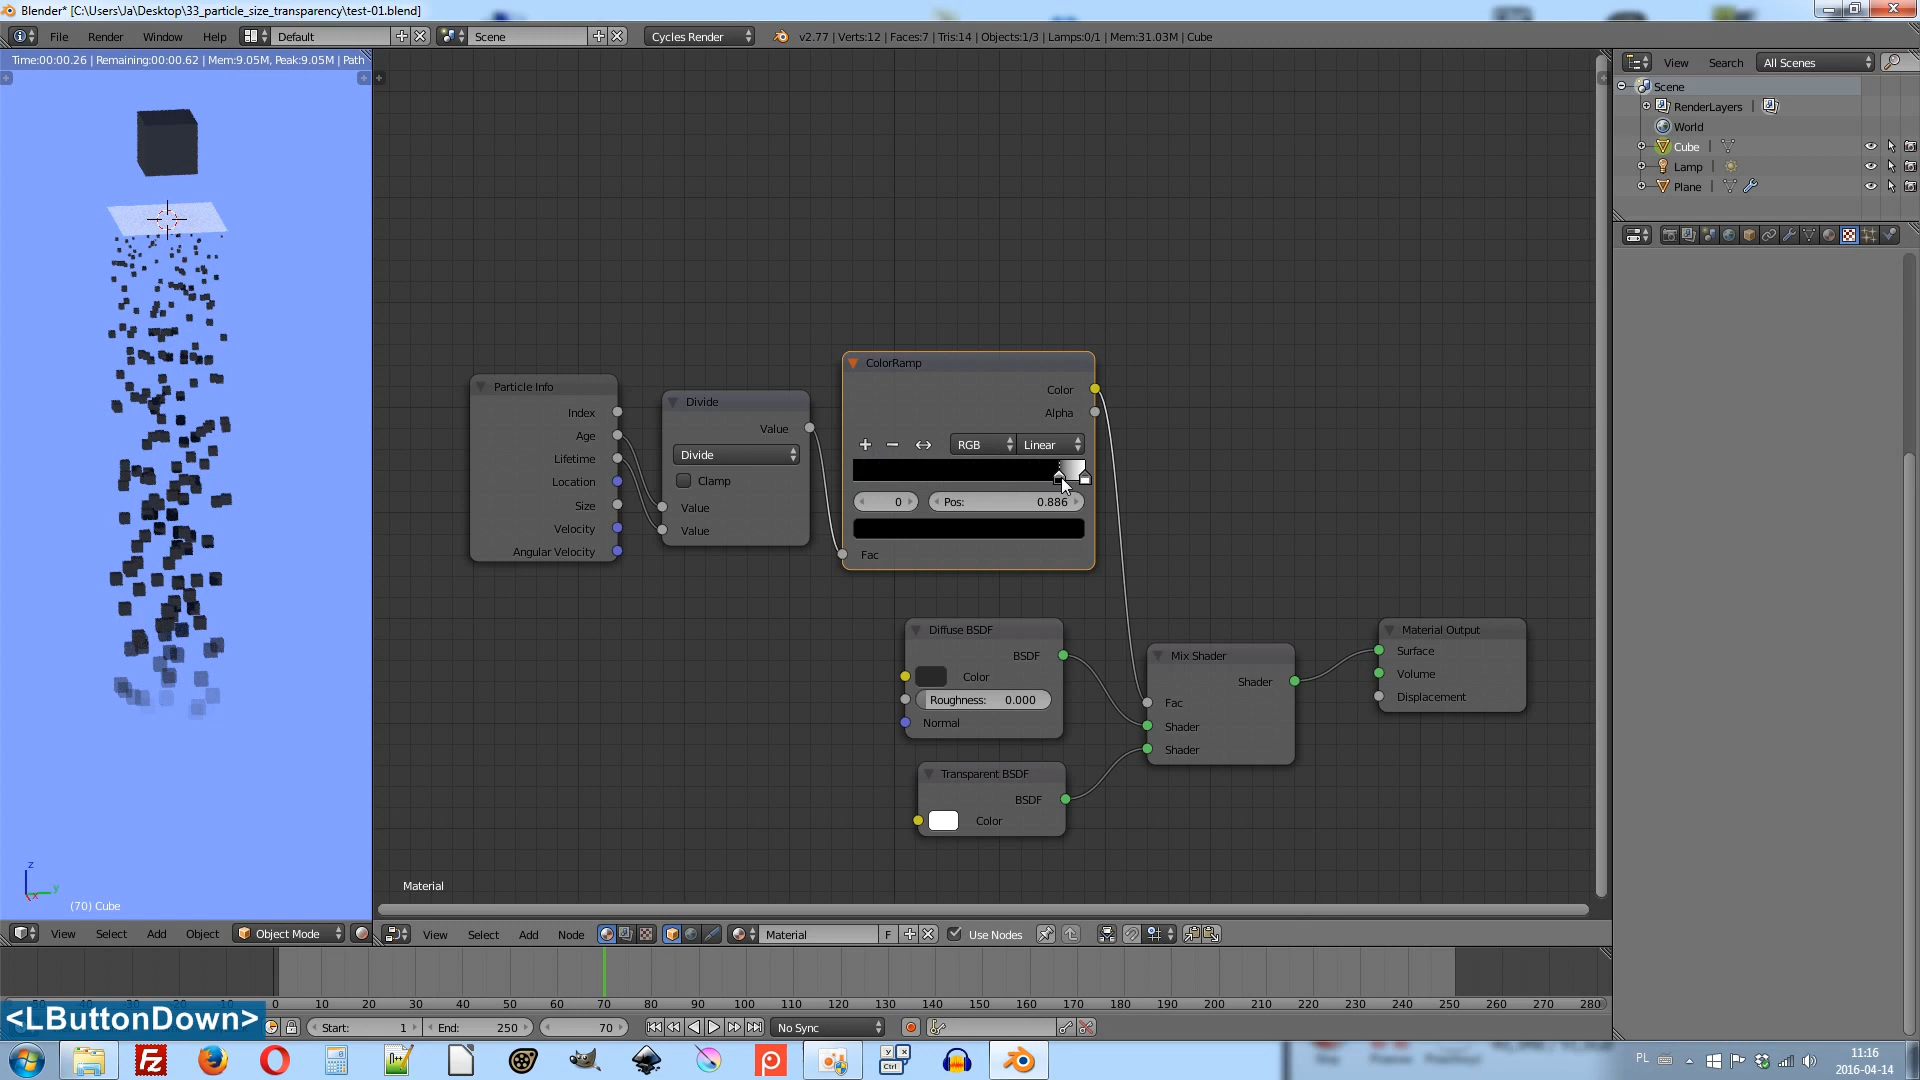 Blender* [C:\Users\Ja\Desktop\33_particle_size_transparency\test-01.blend]
File Render Window Help Default Scene Cycles Render v2.77 | Verts:12 | Faces:7 | Tris:14 | Objects:1/3 | Lamps:0/1 | Mem:31.03M | Cube
Time:00:00.26 | Remaining:00:00.62 | Mem:9.05M, Peak:9.05M | Path
View Search All Scenes
Scene
RenderLayers |
World
Cube |
Lamp |
Plane |
ColorRamp
Color
Alpha
RGB Linear
0 Pos: 0.886
Fac
Particle Info
Index
Age
Lifetime
Location
Size
Velocity
Angular Velocity
Divide
Value
Divide
Clamp
Value
Value
Diffuse BSDF
BSDF
Color
Roughness: 0.000
Normal
Transparent BSDF
BSDF
Color
Mix Shader
Shader
Fac
Shader
Shader
Material Output
Surface
Volume
Displacement
Material
z
y
x
(70) Cube
View Select Add Object Object Mode
View Select Add Node Material F Use Nodes
0 10 20 30 40 50 60 70 80 90 100 110 120 130 140 150 160 170 180 190 200 210 220 230 240 250 260 270 280
<LButtonDown>
Start: 1 End: 250 70 No Sync
Ctrl
PL
11:16
2016-04-14